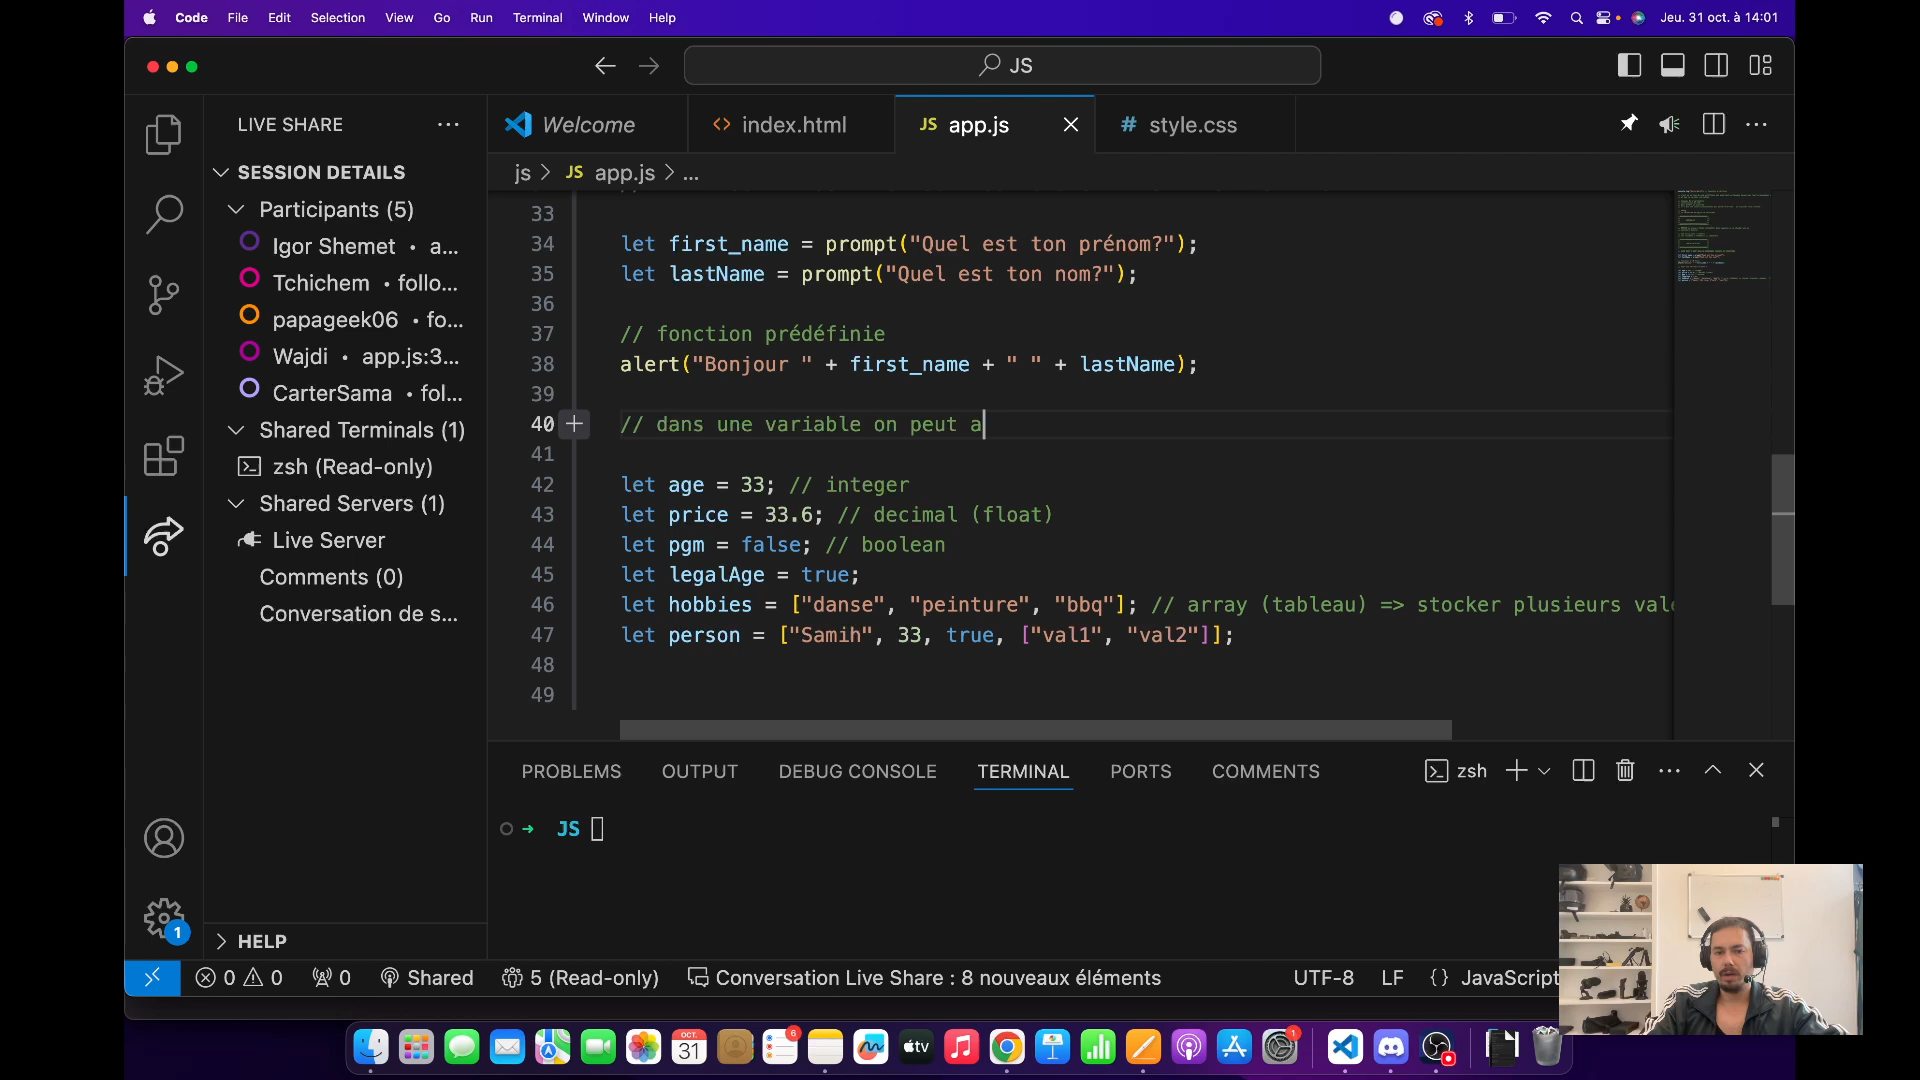 Code File Edit Selection View Go Run Terminal Window Help Jeu. 31 oct. à 14:01
JS
LIVE SHARE
SESSION DETAILS
Participants (5)
Igor Shemet • a...
Tchichem • follo...
papageek06 • fo...
Wajdi • app.js:3...
CarterSama • fol...
Shared Terminals (1)
zsh (Read-only)
Shared Servers (1)
Live Server
Comments (0)
Conversation de s...
HELP
Welcome <> index.html JS app.js # style.css
js > JS app.js > ...
33
34 let first_name = prompt("Quel est ton prénom?");
35 let lastName = prompt("Quel est ton nom?");
36
37 // fonction prédéfinie
38 alert("Bonjour " + first_name + " " + lastName);
39
40 // dans une variable on peut a
41
42 let age = 33; // integer
43 let price = 33.6; // decimal (float)
44 let pgm = false; // boolean
45 let legalAge = true;
46 let hobbies = ["danse", "peinture", "bbq"]; // array (tableau) => stocker plusieurs val
47 let person = ["Samih", 33, true, ["val1", "val2"]];
48
49
PROBLEMS OUTPUT DEBUG CONSOLE TERMINAL PORTS COMMENTS zsh
JS
1
0 0 0 Shared 5 (Read-only) Conversation Live Share : 8 nouveaux éléments UTF-8 LF {} JavaScript
OCT. 31 6 tv 1